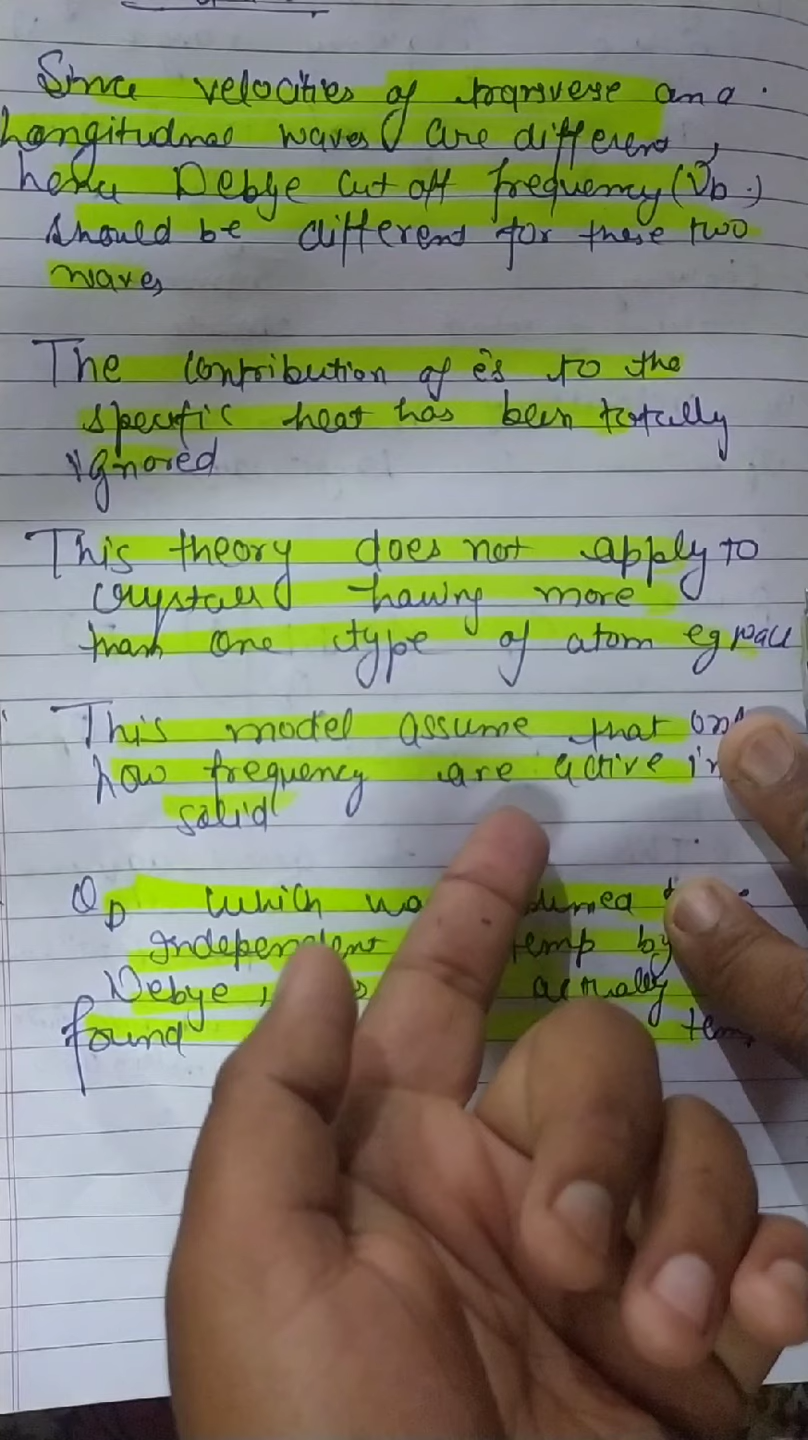 Since velocities of transverse and
Longitudinal waves are different,
hence Debye cut off frequency (νD.)
should be different for these two
waves
The contribution of e's to the
specific heat has been totally
ignored
This theory does not apply to
crystals having more
than one type of atom eg
This model assume that
low frequency are active in
solid
θD which
independent temp by
Debye, actually
found